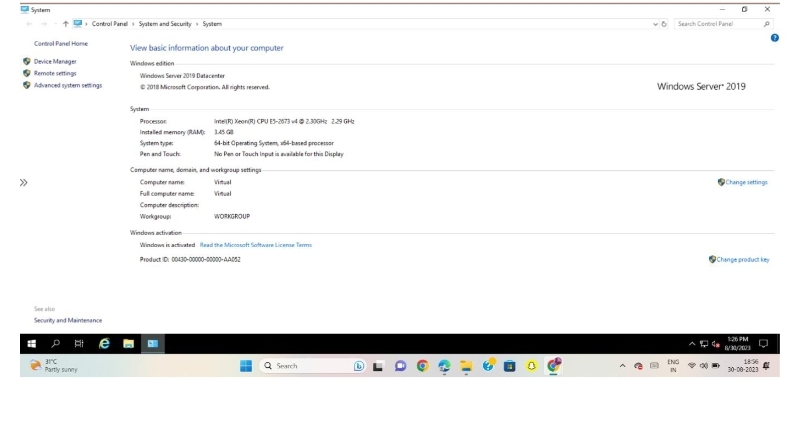 System
Control Panel > System and Security > System
Search Control Panel
Control Panel Home
Device Manager
Remote settings
Advanced system settings
View basic information about your computer
Windows edition
Windows Server 2019 Datacenter
© 2018 Microsoft Corporation. All rights reserved.
Windows Server® 2019
System
Processor: Intel(R) Xeon(R) CPU E5-2673 v4 @ 2.30GHz 2.29 GHz
Installed memory (RAM): 3.45 GB
System type: 64-bit Operating System, x64-based processor
Pen and Touch: No Pen or Touch Input is available for this Display
Computer name, domain, and workgroup settings
Computer name: Virtual
Change settings
Full computer name: Virtual
Computer description:
Workgroup: WORKGROUP
Windows activation
Windows is activated Read the Microsoft Software License Terms
Product ID: 00430-00000-00000-AA052
Change product key
See also
Security and Maintenance
1:26 PM
8/30/2023
31°C
Partly sunny
Search
ENG
IN
18:56
30-08-2023